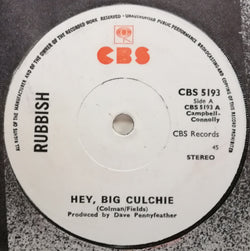 ALL RIGHTS OF THE MANUFACTURER AND OF THE OWNER OF THE RECORDED WORK RESERVED. UNAUTHORISED PUBLIC PERFORMANCE, BROADCASTING AND COPYING OF THIS RECORD PROHIBITED
CBS
RUBBISH
CBS 5193
Side A
CBS 5193 A
Campbell-
Connolly
CBS Records
45
STEREO
HEY, BIG CULCHIE
(Colman/Fields)
Produced by Dave Pennyfeather